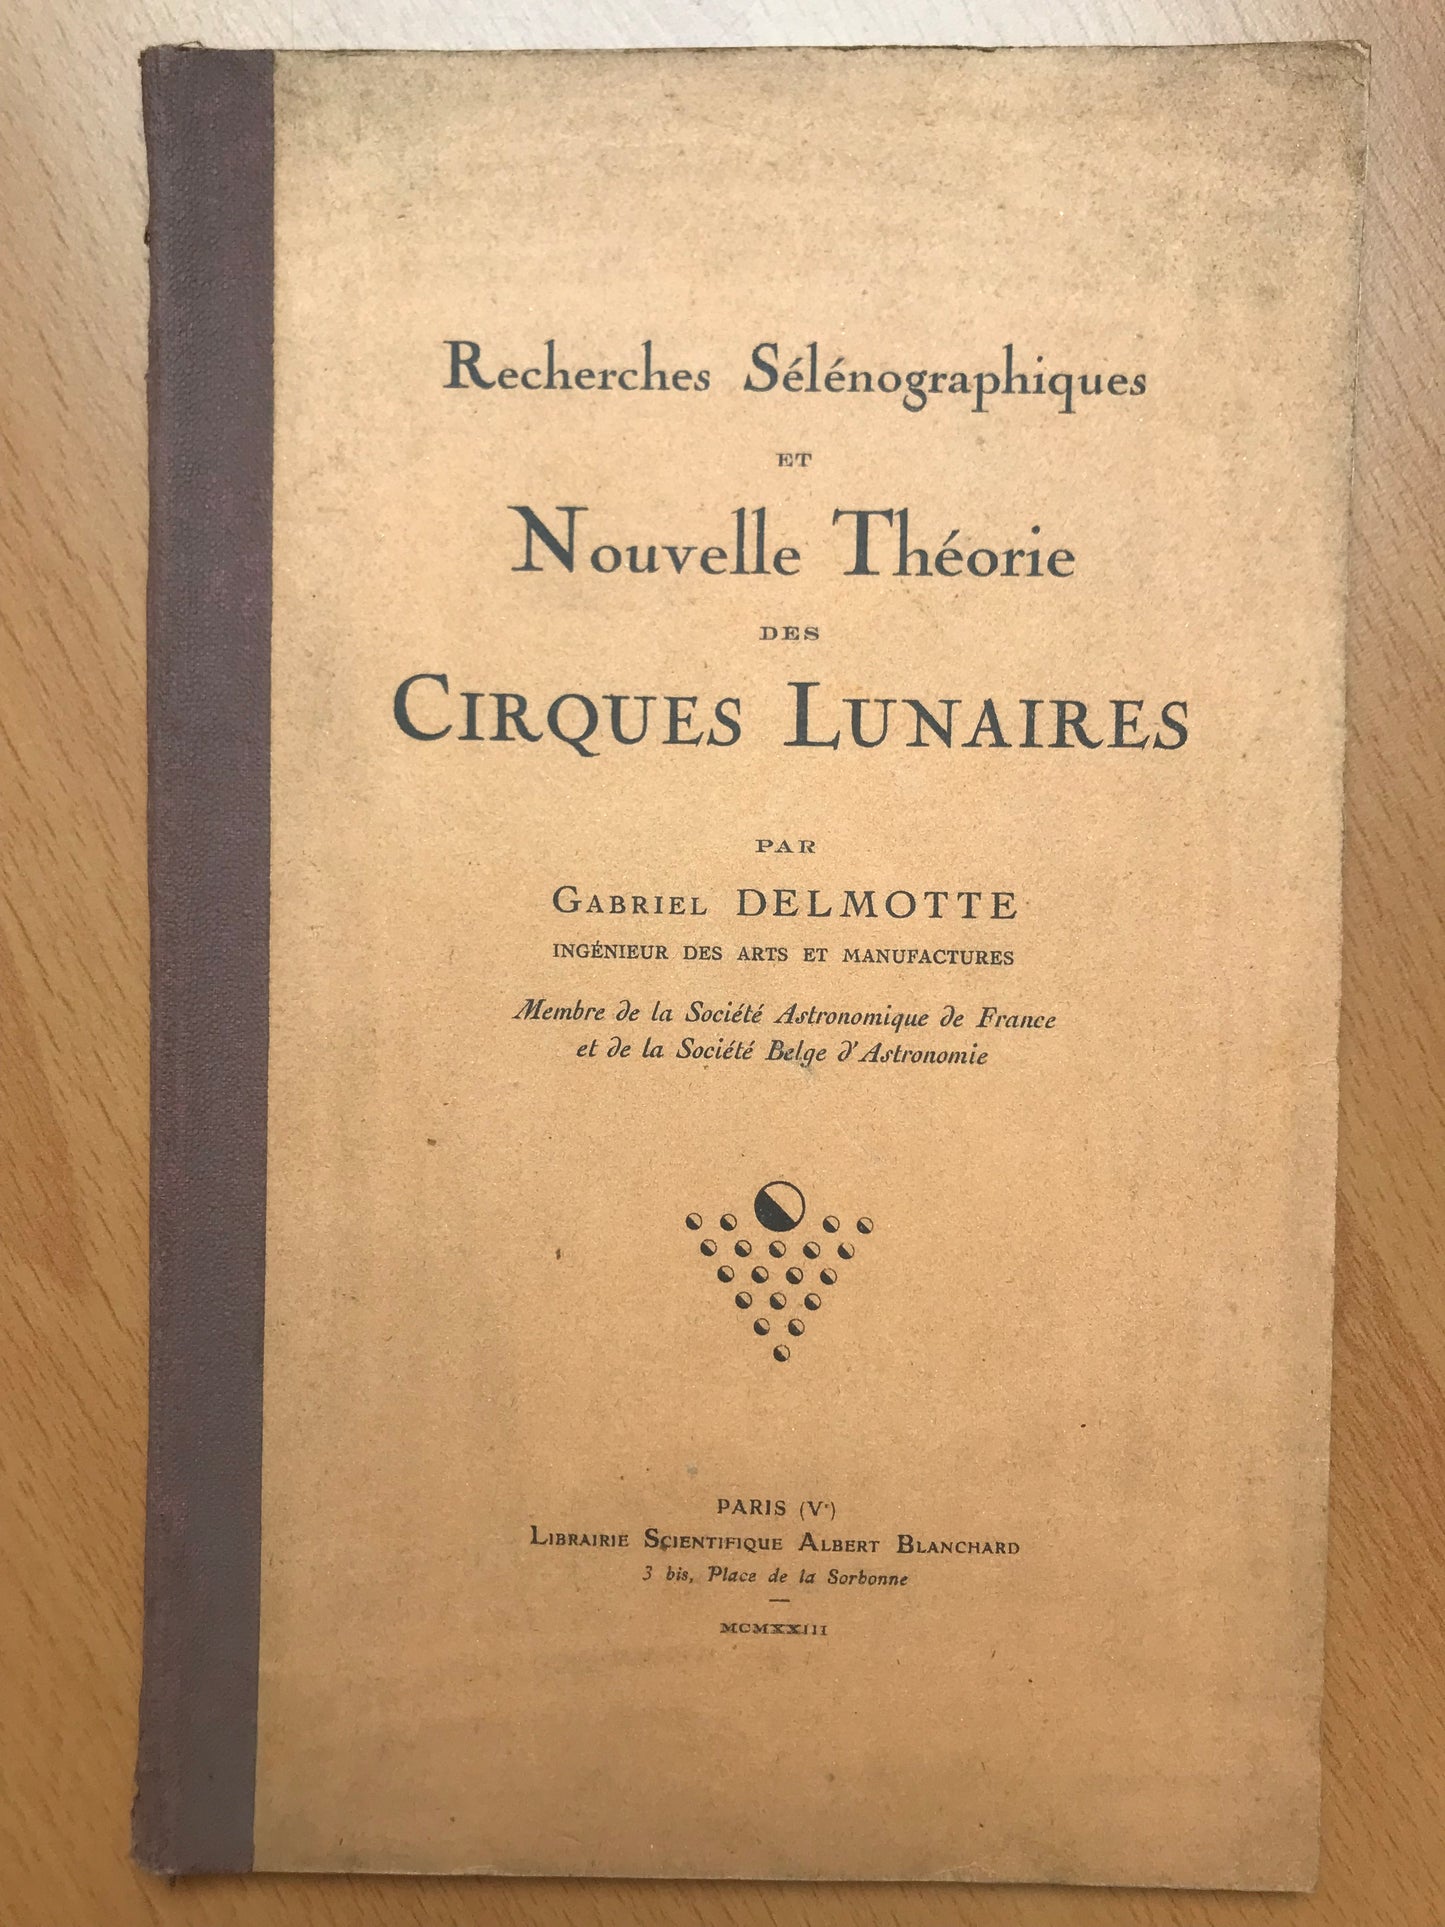 Recherches Sélénographiques
ET
Nouvelle Théorie
DES
CIRQUES LUNAIRES
PAR
GABRIEL DELMOTTE
INGÉNIEUR DES ARTS ET MANUFACTURES
Membre de la Société Astronomique de France
et de la Société Belge d'Astronomie
PARIS (Ve)
LIBRAIRIE SCIENTIFIQUE ALBERT BLANCHARD
3 bis, Place de la Sorbonne
MCMXXIII